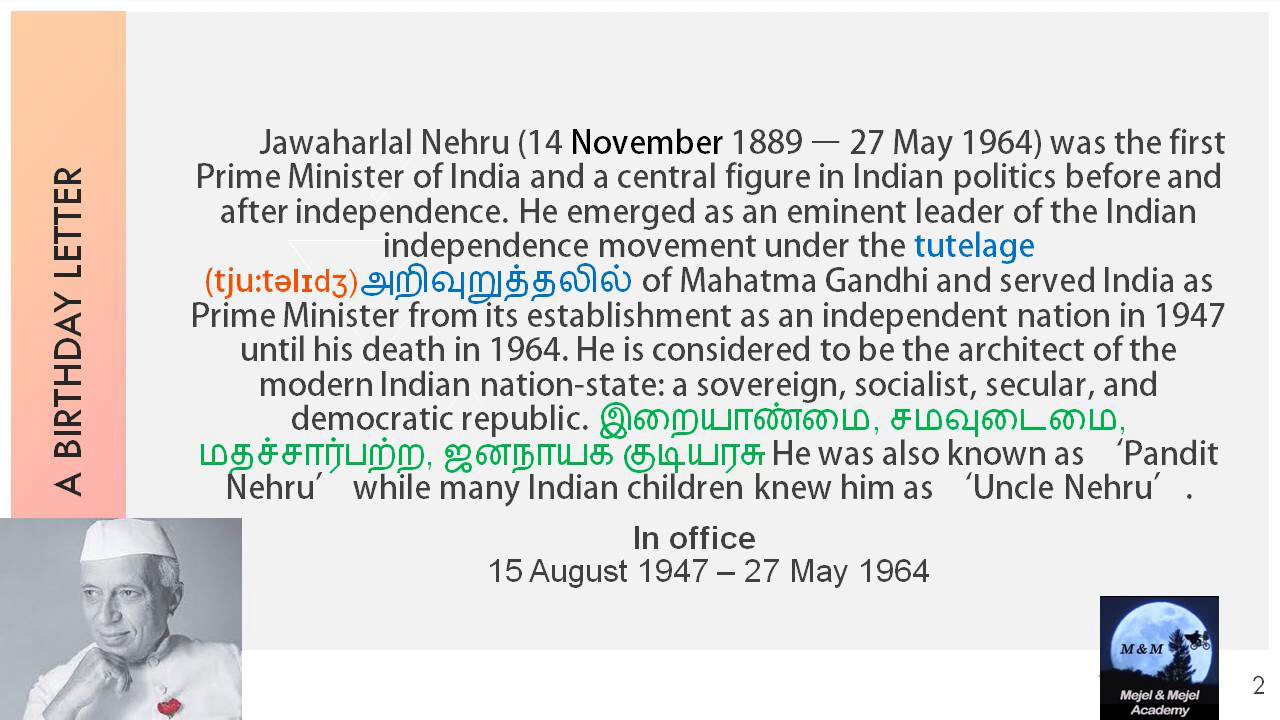 A BIRTHDAY LETTER
Jawaharlal Nehru (14 November 1889 — 27 May 1964) was the first
Prime Minister of India and a central figure in Indian politics before and
after independence. He emerged as an eminent leader of the Indian
independence movement under the tutelage
(tju:təlɪdʒ)அறிவுறுத்தலில் of Mahatma Gandhi and served India as
Prime Minister from its establishment as an independent nation in 1947
until his death in 1964. He is considered to be the architect of the
modern Indian nation-state: a sovereign, socialist, secular, and
democratic republic. இறையாண்மை, சமவுடைமை,
மதச்சார்பற்ற, ஜனநாயக குடியரசு He was also known as ‘Pandit
Nehru’ while many Indian children knew him as ‘Uncle Nehru’ .
In office
15 August 1947 – 27 May 1964
M & M
Mejel & Mejel
Academy
2